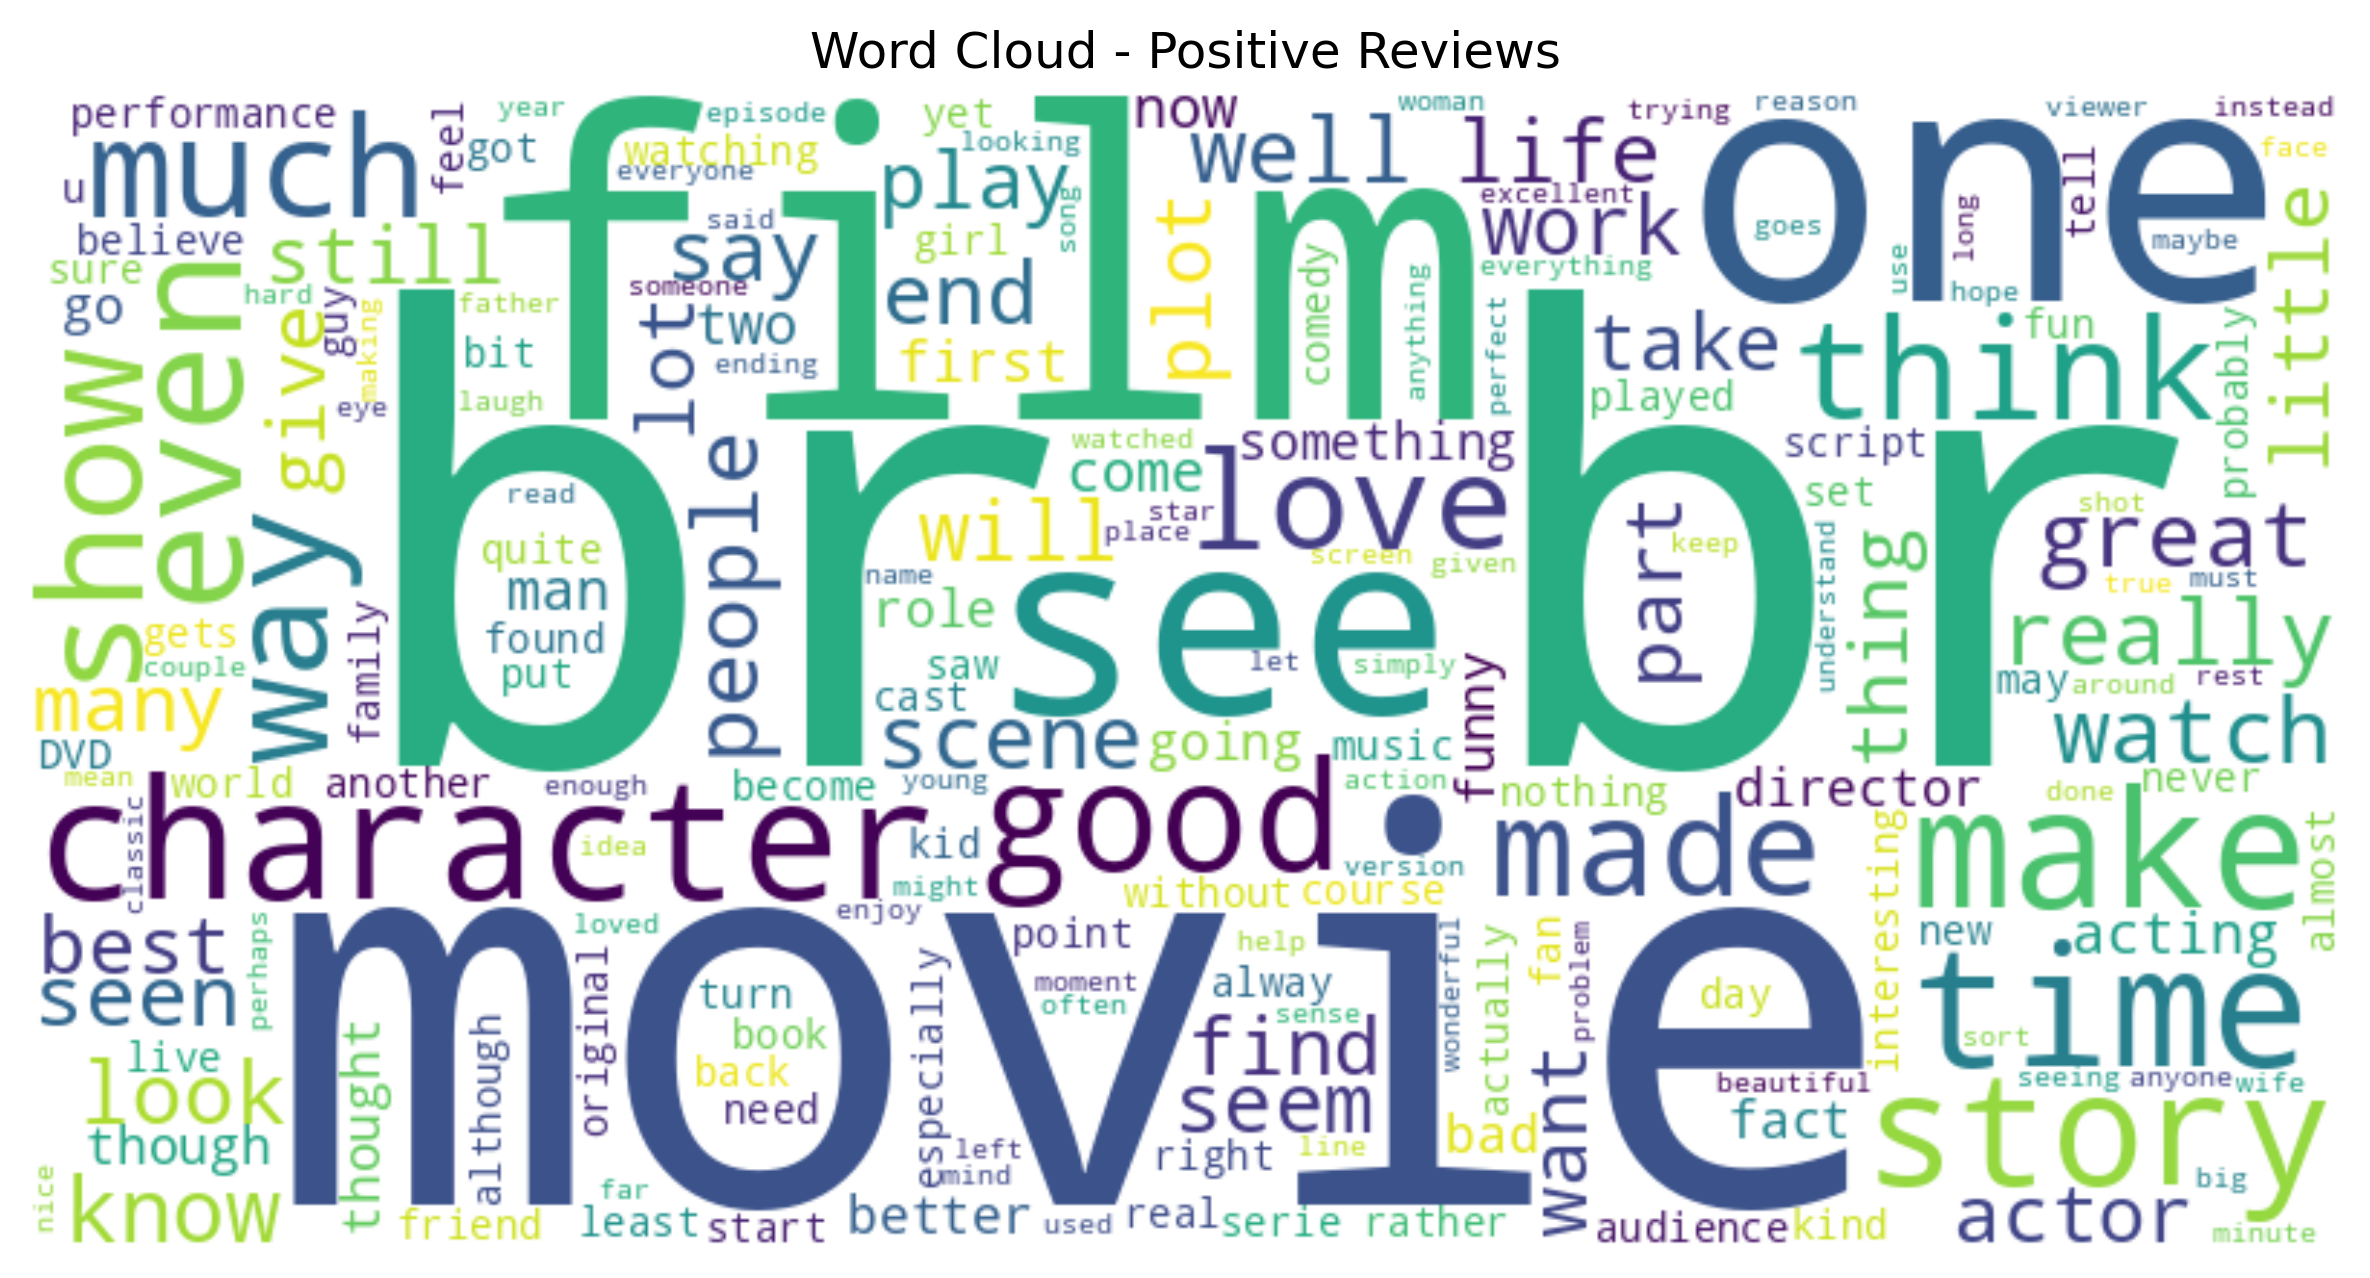 Word Cloud - Positive Reviews
performance
year
episode
yet
now
woman
trying
reason
viewer
instead
much
feel
got
watching
looking
well
life
one
face
u
film
everyone
play
song
excellent
goes
long
tell
maybe
believe
still
said
say
girl
plot
work
little
sure
even
hard
someone
end
comedy
anything
everything
use
hope
go
guy
making
father
lot
two
perfect
take
think
fun
probably
show
give
bit
ending
first
played
eye
laugh
people
watched
something
script
br
br
read
come
love
set
shot
way
quite
will
star
place
screen
given
part
keep
understand
thing
great
man
name
see
true
must
gets
family
found
role
really
couple
put
saw
let
simply
may
around
rest
many
cast
funny
watch
DVD
scene
going
music
mean
world
another
enough
become
young
action
nothing
director
done
never
classic
character
good
made
make
almost
idea
kid
version
interesting
might
without
course
best
perhaps
movie
loved
enjoy
point
help
wonderful
fan
problem
new
acting
seen
original
especially
actually
turn
moment
alway
day
time
often
sense
book
find
sort
live
thought
although
look
back
want
beautiful
seeing
anyone
wife
need
seem
fact
story
though
left
right
line
bad
nice
know
mind
big
far
friend
least
start
better
used
real
serie
rather
audience
kind
actor
minute